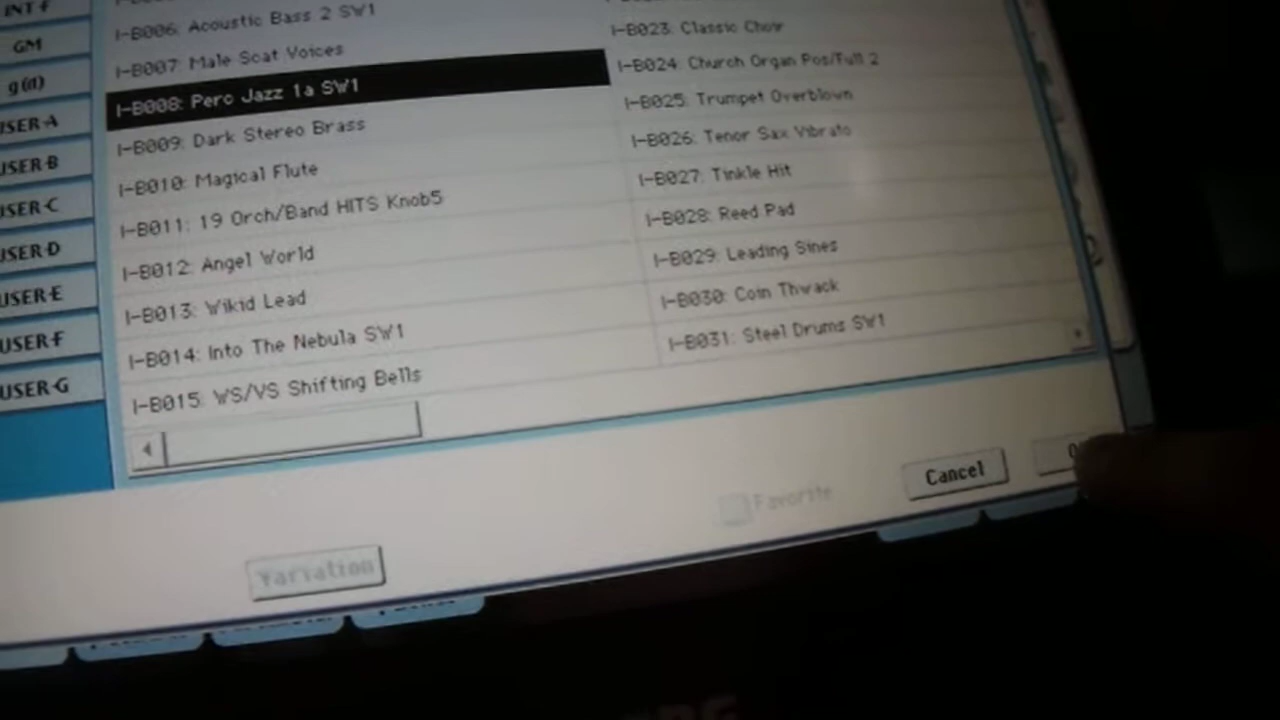 INT-F
GM
g(d)
USER-A
USER-B
USER-C
USER-D
USER-E
USER-F
USER-G
I-B006: Acoustic Bass 2 SW1
I-B007: Male Scat Voices
I-B008: Perc Jazz 1a SW1
I-B009: Dark Stereo Brass
I-B010: Magical Flute
I-B011: 19 Orch/Band HITS Knob5
I-B012: Angel World
I-B013: Wikid Lead
I-B014: Into The Nebula SW1
I-B015: WS/VS Shifting Bells
I-B023: Classic Choir
I-B024: Church Organ Pos/Full 2
I-B025: Trumpet Overblown
I-B026: Tenor Sax Vibrato
I-B027: Tinkle Hit
I-B028: Reed Pad
I-B029: Leading Sines
I-B030: Coin Thwack
I-B031: Steel Drums SW1
Favorite
Cancel
Variation